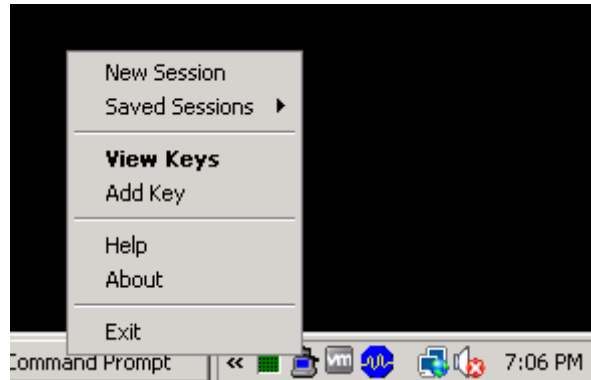 New Session
Saved Sessions
View Keys
Add Key
Help
About
Exit
Command Prompt « vm 7:06 PM